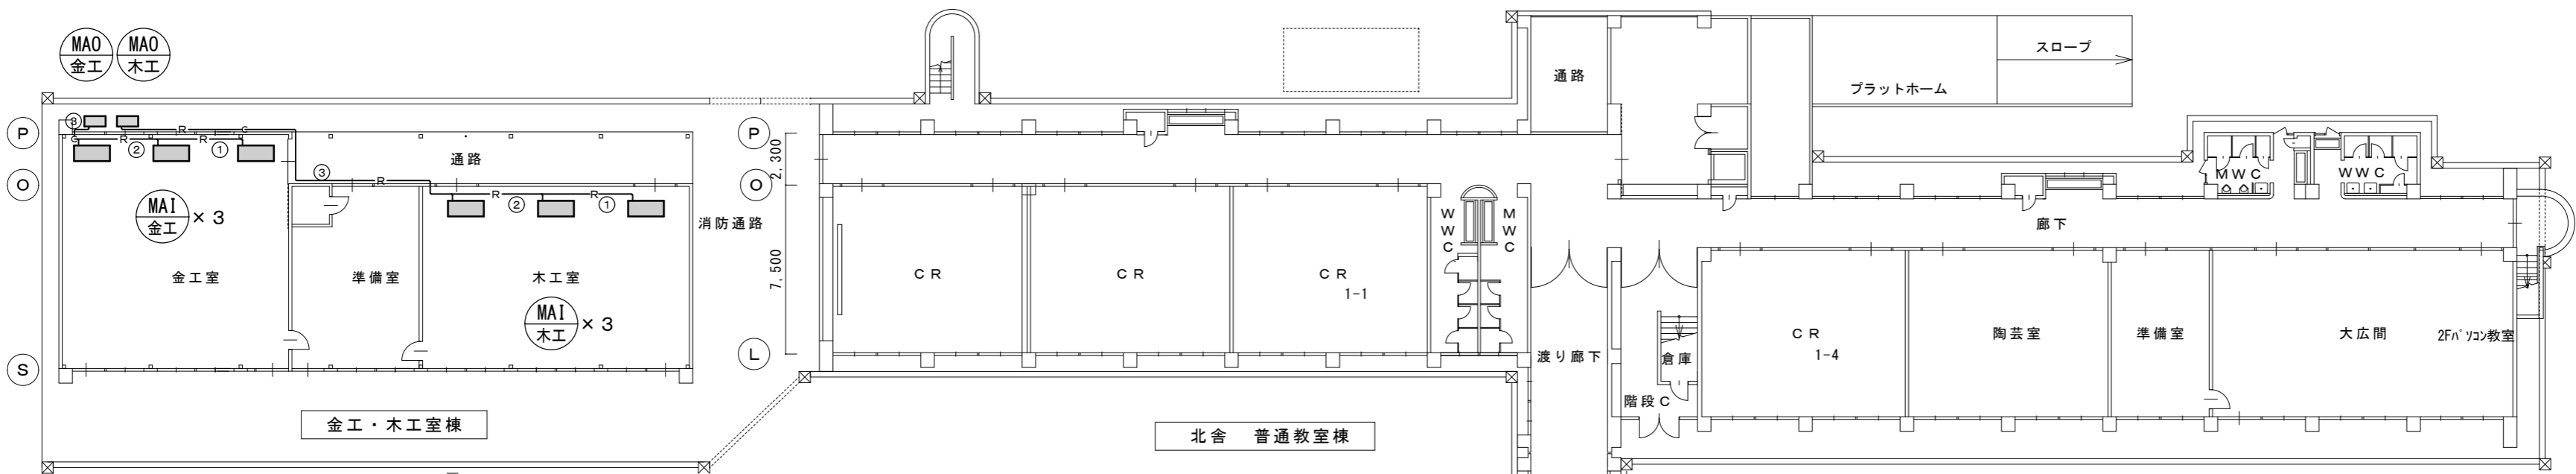 MAO
金工
MAO
木工
スロープ
通路
プラットホーム
P
③
R
C
C
R
②
R
①
通路
P
2,300
MWC
WWC
O
③
R
R
②
R
①
O
MAI
金工
×3
消防通路
WWC
MWC
廊下
金工室
準備室
木工室
7,500
CR
CR
CR
1-1
MAI
木工
×3
CR
1-4
陶芸室
準備室
大広間
2Fパソコン教室
S
L
渡り廊下
倉庫
階段C
金工・木工室棟
北舎 普通教室棟